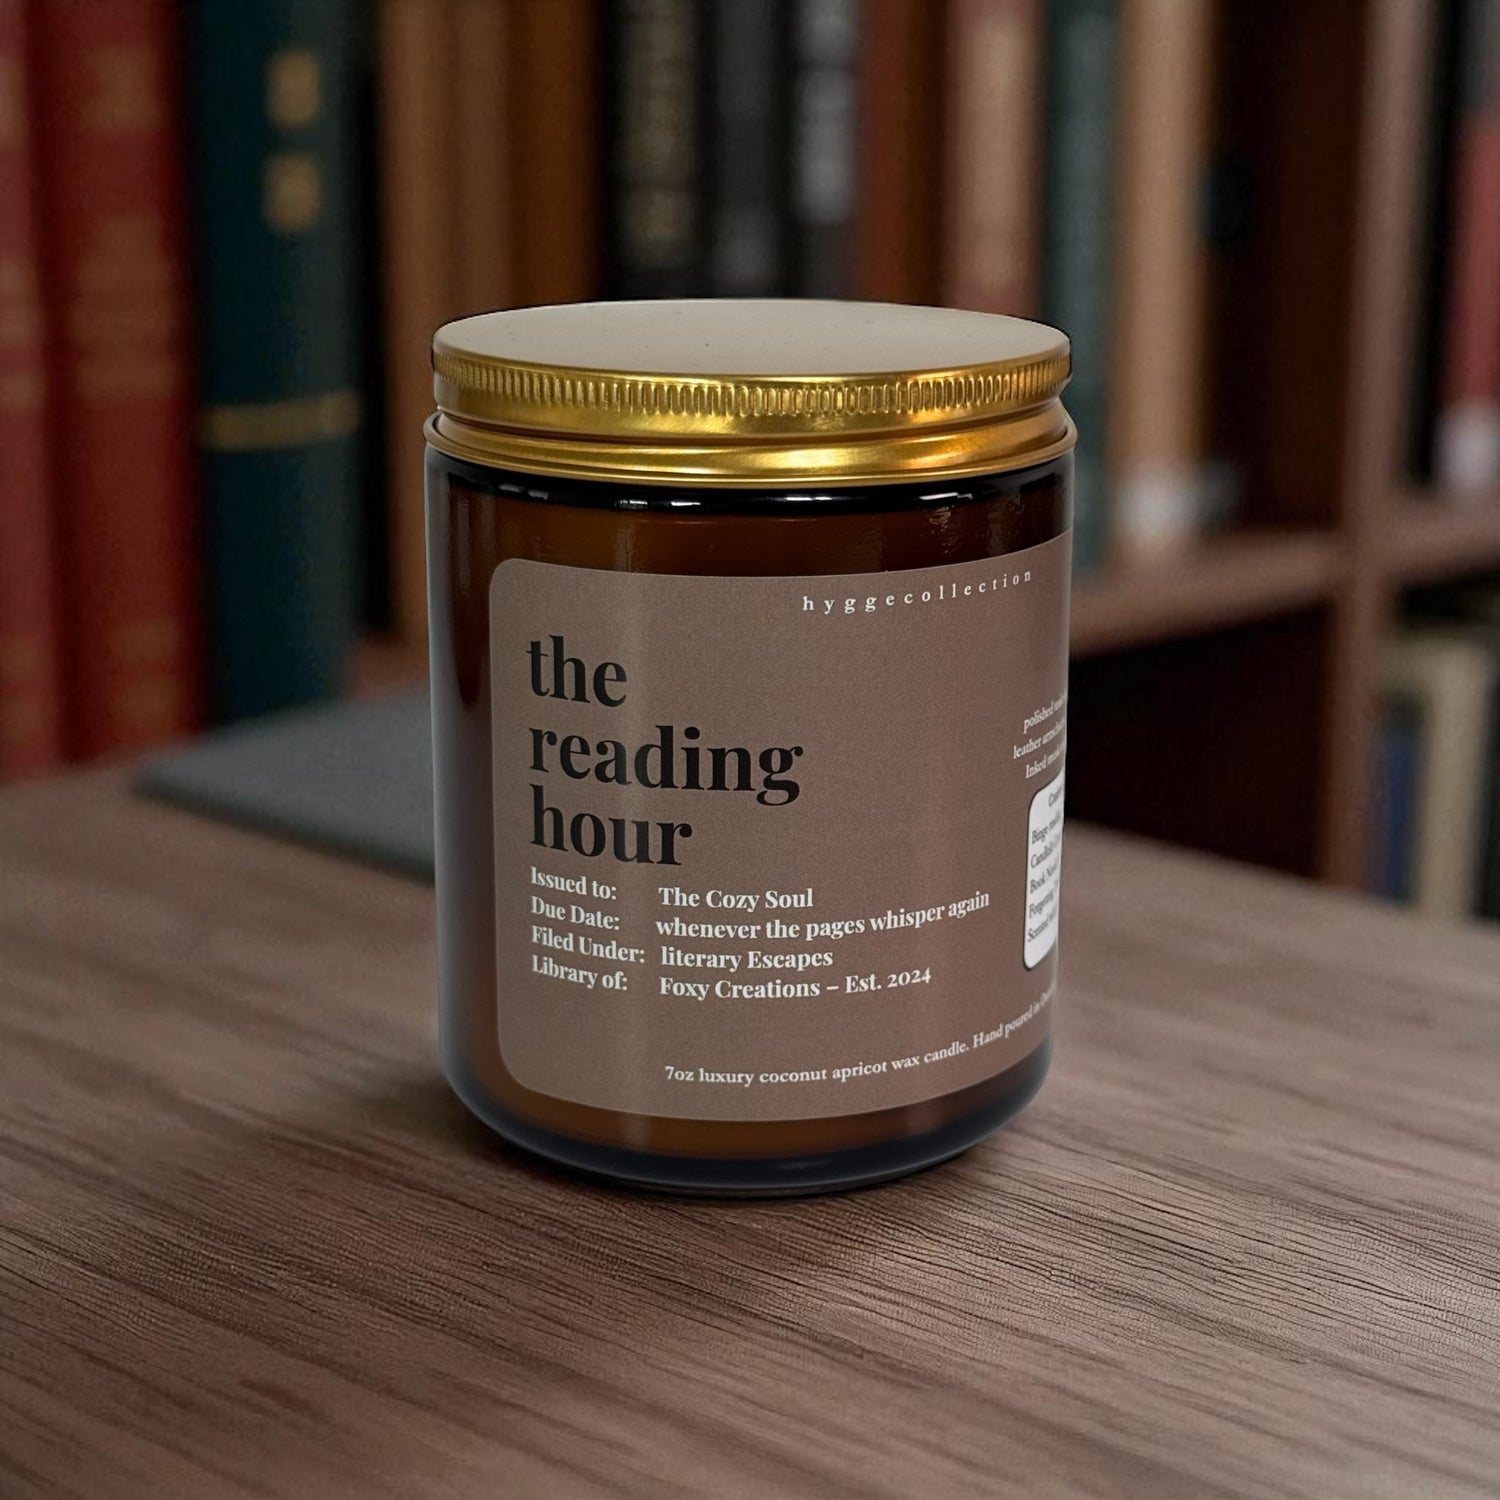 hyggecollection
the
reading
hour
Issued to: The Cozy Soul
Due Date: whenever the pages whisper again
Filed Under: literary Escapes
Library of: Foxy Creations – Est. 2024
polished
leather
Inked
Book
7oz luxury coconut apricot wax candle. Hand poured in